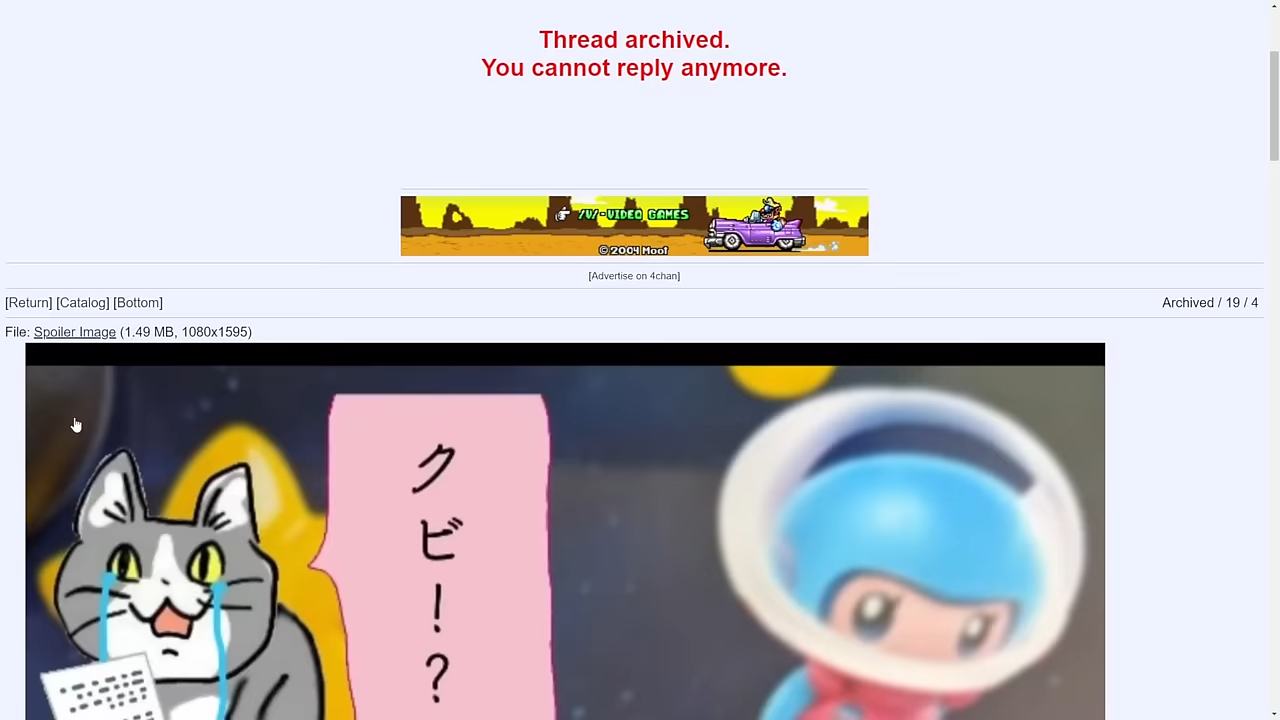 Thread archived.
You cannot reply anymore.
/V/-VIDEO GAMES
© 2004 Moot
[Advertise on 4chan]
[Return] [Catalog] [Bottom]
Archived / 19 / 4
File: Spoiler Image (1.49 MB, 1080x1595)
クビ！？